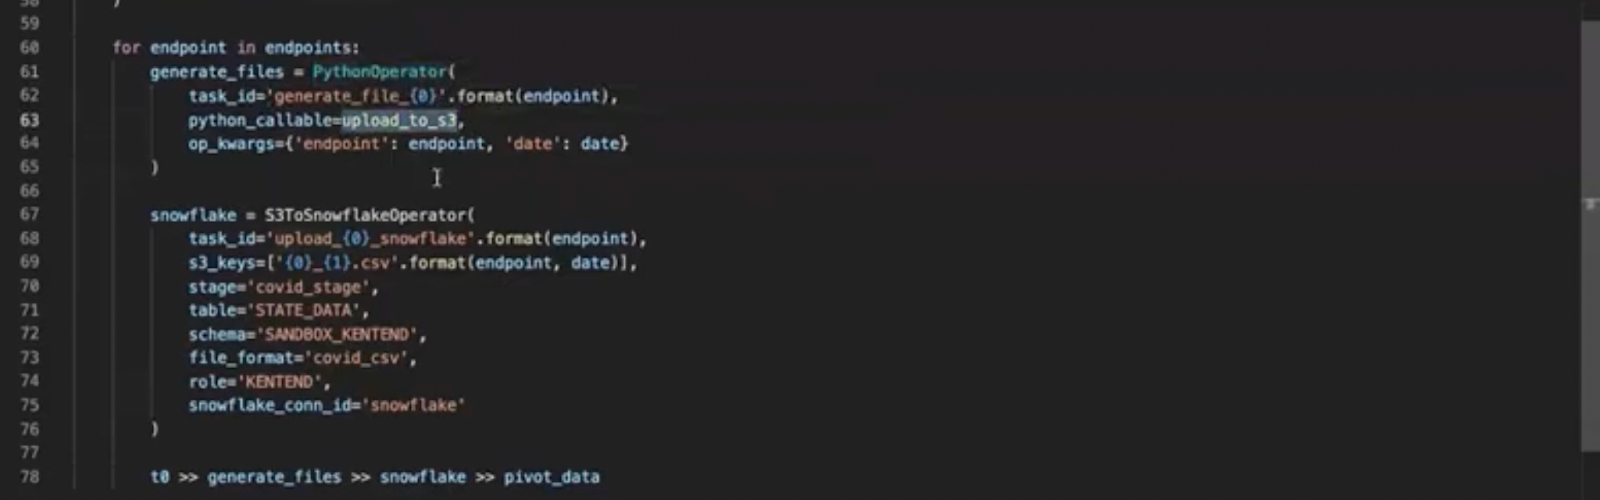 58 )
59
60 for endpoint in endpoints:
61 generate_files = PythonOperator(
62 task_id='generate_file_{0}'.format(endpoint),
63 python_callable=upload_to_s3,
64 op_kwargs={'endpoint': endpoint, 'date': date}
65 )
66
67 snowflake = S3ToSnowflakeOperator(
68 task_id='upload_{0}_snowflake'.format(endpoint),
69 s3_keys=['{0}_{1}.csv'.format(endpoint, date)],
70 stage='covid_stage',
71 table='STATE_DATA',
72 schema='SANDBOX_KENTEND',
73 file_format='covid_csv',
74 role='KENTEND',
75 snowflake_conn_id='snowflake'
76 )
77
78 t0 >> generate_files >> snowflake >> pivot_data